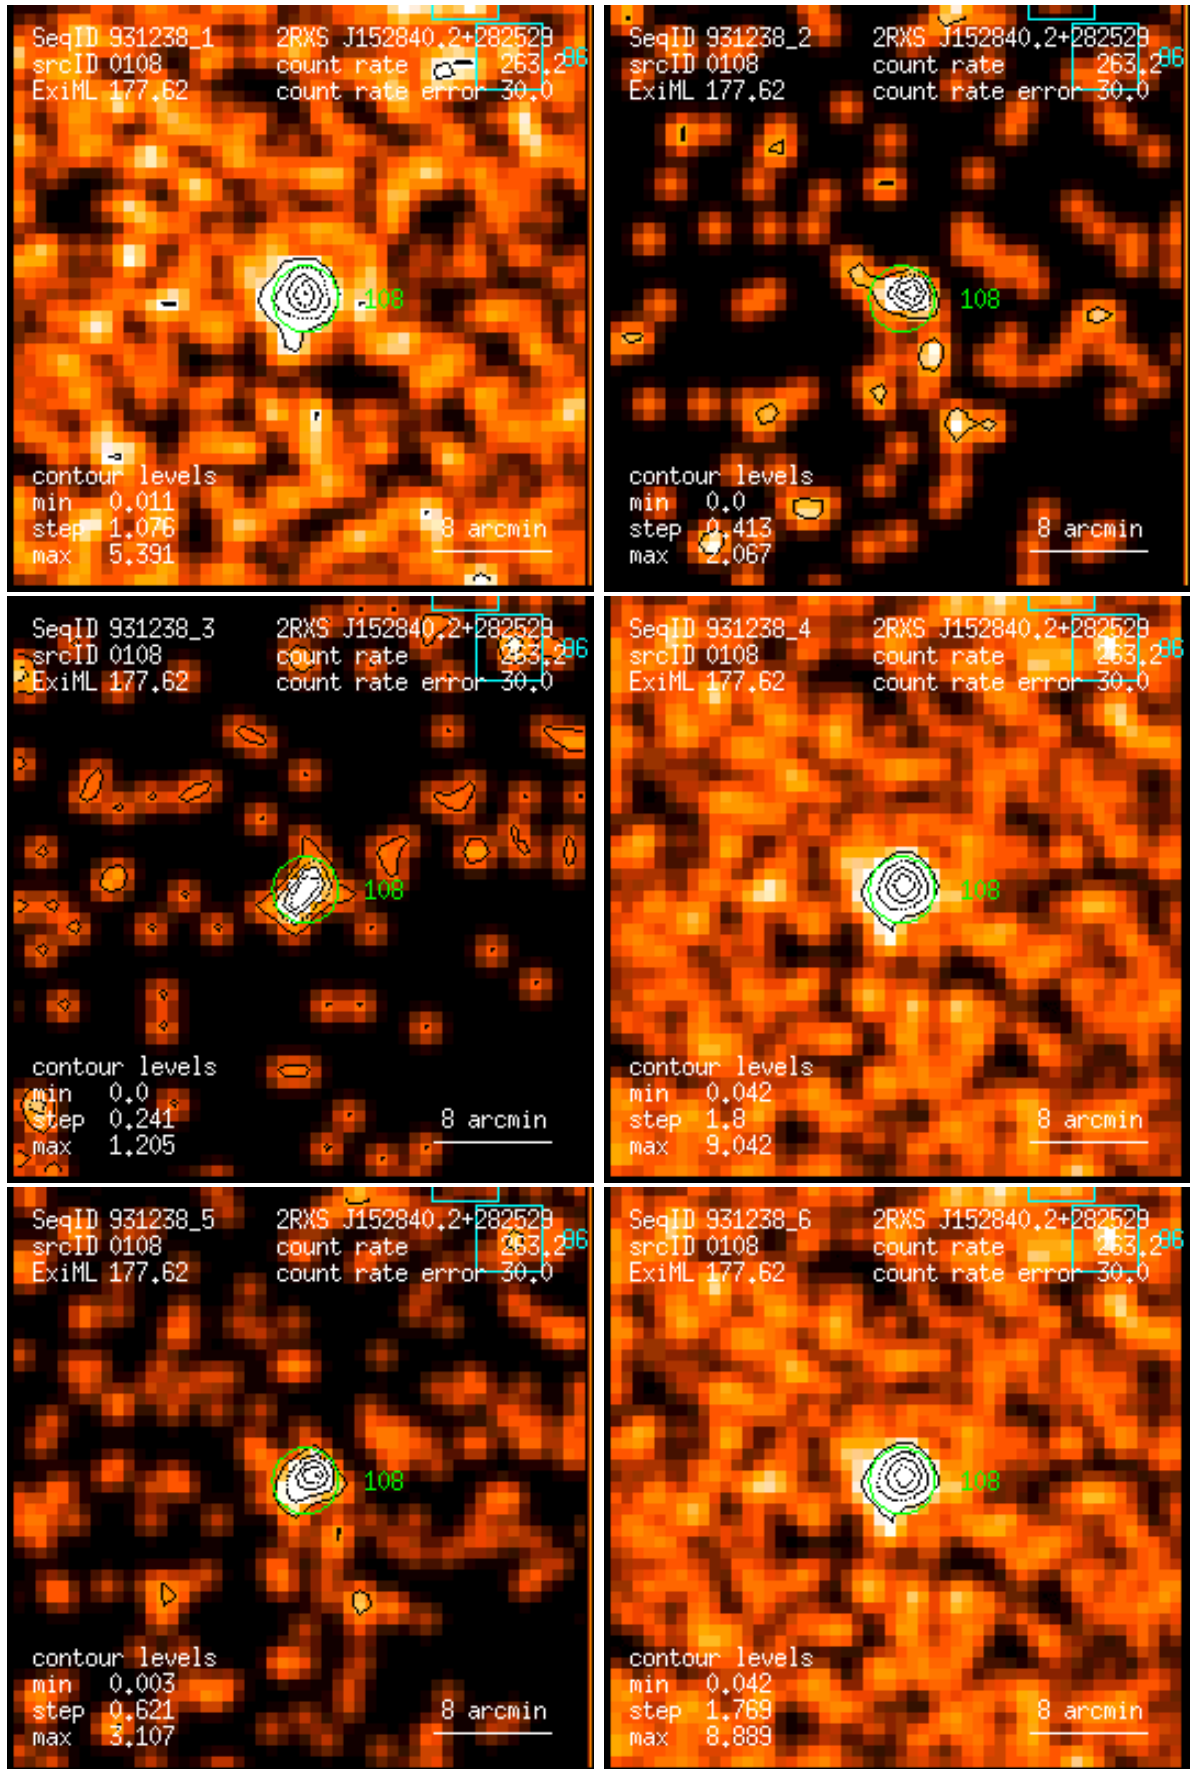 SeqID 931238_1 2RXS J152840.2+282529
srcID 0108 count rate 263.2
ExiML 177.62 count rate error 30.0
86
108
contour levels
min 0.011
step 1.076
max 5.391
8 arcmin
SeqID 931238_2 2RXS J152840.2+282529
srcID 0108 count rate 263.2
ExiML 177.62 count rate error 30.0
86
108
contour levels
min 0.0
step 0.413
max 2.067
8 arcmin
SeqID 931238_3 2RXS J152840.2+282529
srcID 0108 count rate 263.2
ExiML 177.62 count rate error 30.0
86
108
contour levels
min 0.0
step 0.241
max 1.205
8 arcmin
SeqID 931238_4 2RXS J152840.2+282529
srcID 0108 count rate 263.2
ExiML 177.62 count rate error 30.0
86
108
contour levels
min 0.042
step 1.8
max 9.042
8 arcmin
SeqID 931238_5 2RXS J152840.2+282529
srcID 0108 count rate 263.2
ExiML 177.62 count rate error 30.0
86
108
contour levels
min 0.003
step 0.621
max 3.107
8 arcmin
SeqID 931238_6 2RXS J152840.2+282529
srcID 0108 count rate 263.2
ExiML 177.62 count rate error 30.0
86
108
contour levels
min 0.042
step 1.769
max 8.889
8 arcmin